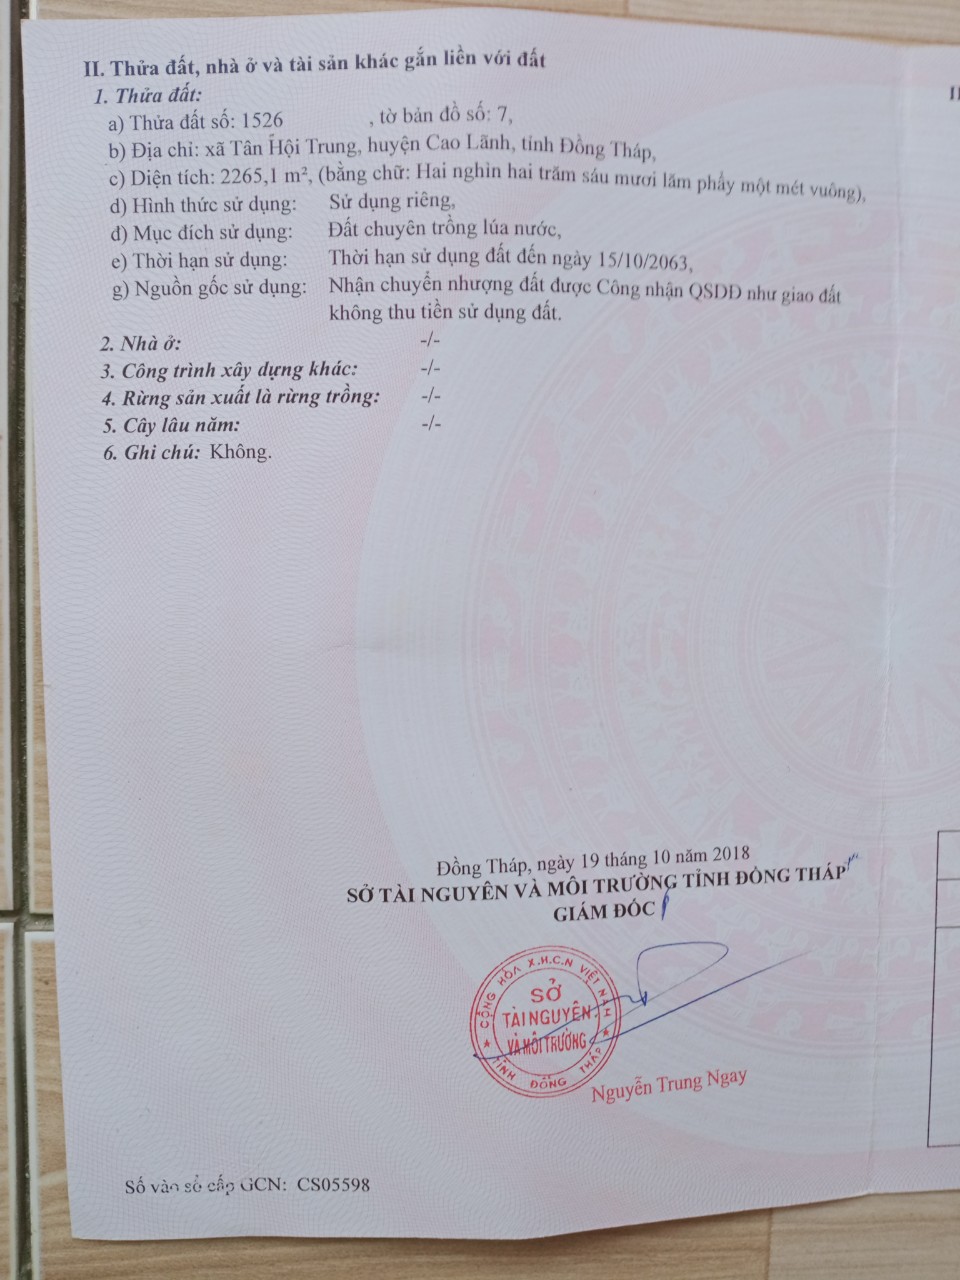 II. Thửa đất, nhà ở và tài sản khác gắn liền với đất
1. Thửa đất:
a) Thửa đất số: 1526 , tờ bản đồ số: 7,
b) Địa chỉ: xã Tân Hội Trung, huyện Cao Lãnh, tỉnh Đồng Tháp,
c) Diện tích: 2265,1 m², (bằng chữ: Hai nghìn hai trăm sáu mươi lăm phẩy một mét vuông),
d) Hình thức sử dụng: Sử dụng riêng,
đ) Mục đích sử dụng: Đất chuyên trồng lúa nước,
e) Thời hạn sử dụng: Thời hạn sử dụng đất đến ngày 15/10/2063,
g) Nguồn gốc sử dụng: Nhận chuyển nhượng đất được Công nhận QSDĐ như giao đất
không thu tiền sử dụng đất.
2. Nhà ở: -/-
3. Công trình xây dựng khác: -/-
4. Rừng sản xuất là rừng trồng: -/-
5. Cây lâu năm: -/-
6. Ghi chú: Không.
Đồng Tháp, ngày 19 tháng 10 năm 2018
SỞ TÀI NGUYÊN VÀ MÔI TRƯỜNG TỈNH ĐỒNG THÁP
GIÁM ĐỐC
CỘNG HÒA X.H.C.N VIỆT NAM
SỞ
TÀI NGUYÊN
VÀ MÔI TRƯỜNG
TỈNH ĐỒNG THÁP
Nguyễn Trung Ngay
Số vào sổ cấp GCN: CS05598